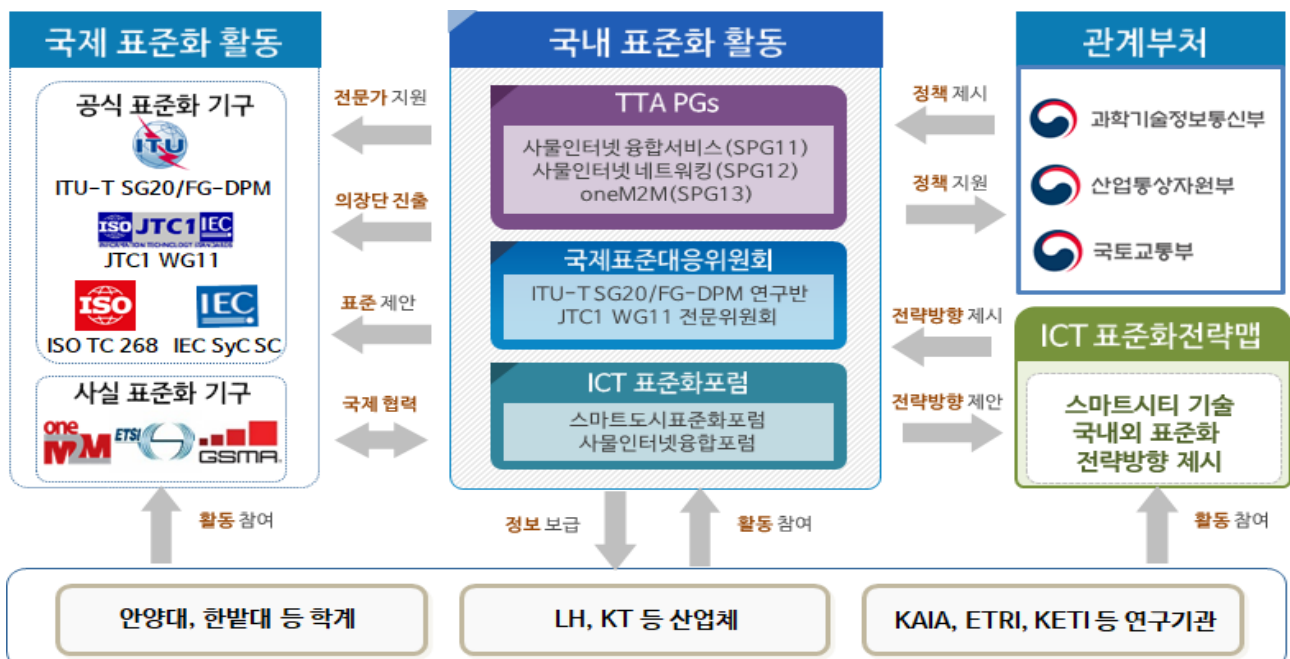 국제 표준화 활동
공식 표준화 기구
ITU
ITU-T SG20/FG-DPM
ISO JTC1 IEC
INFORMATION TECHNOLOGY STANDARDS
JTC1 WG11
ISO
IEC
ISO TC 268 IEC SyC SC
사실 표준화 기구
one
M2M
ETSI
GSMA
전문가 지원
의장단 진출
표준 제안
국제 협력
국내 표준화 활동
TTA PGs
사물인터넷 융합서비스(SPG11)
사물인터넷 네트워킹(SPG12)
oneM2M(SPG13)
국제표준대응위원회
ITU-T SG20/FG-DPM 연구반
JTC1 WG11 전문위원회
ICT 표준화포럼
스마트도시표준화포럼
사물인터넷융합포럼
정책 제시
정책 지원
전략방향 제시
전략방향 제안
관계부처
과학기술정보통신부
산업통상자원부
국토교통부
ICT 표준화전략맵
스마트시티 기술
국내외 표준화
전략방향 제시
활동 참여
정보 보급
활동 참여
활동 참여
안양대, 한밭대 등 학계
LH, KT 등 산업체
KAIA, ETRI, KETI 등 연구기관